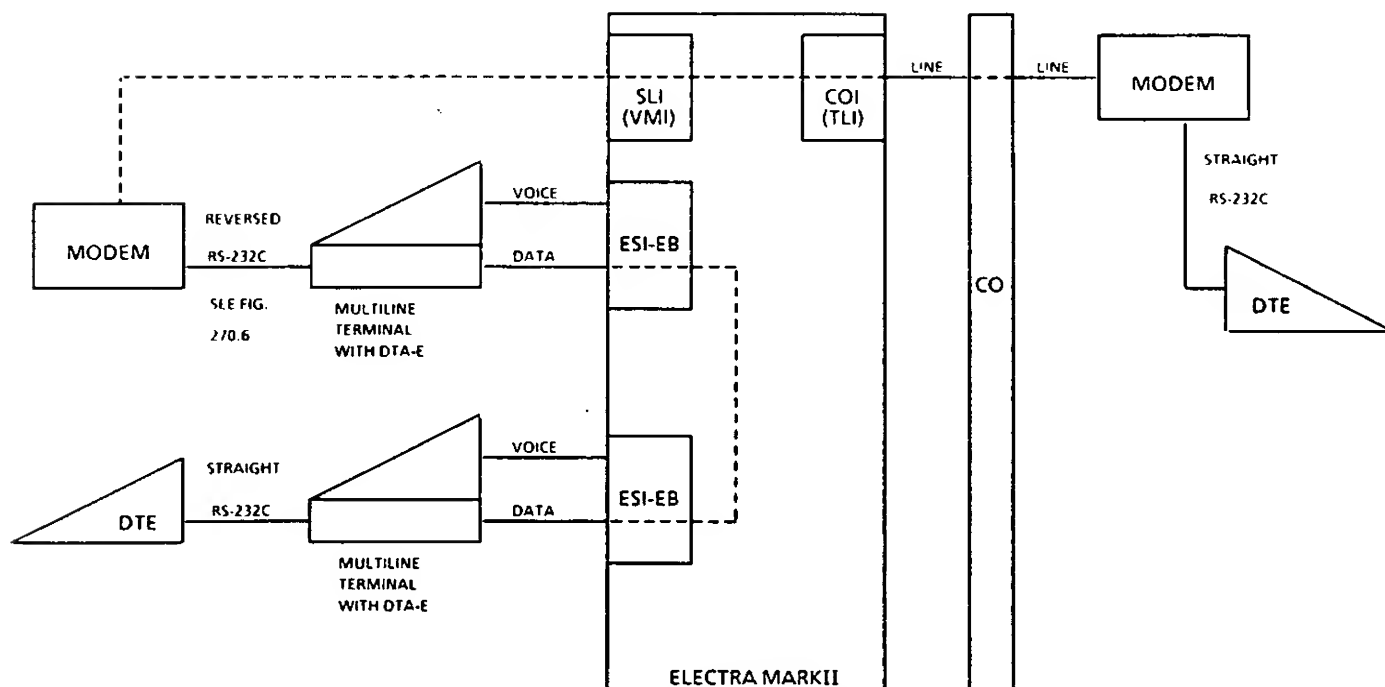 SLI
(VMI)
COI
(TLI)
LINE
LINE
MODEM
STRAIGHT
RS-232C
DTE
VOICE
DATA
ESI-EB
MODEM
REVERSED
RS-232C
SLE FIG.
270.6
MULTILINE
TERMINAL
WITH DTA-E
CO
VOICE
DATA
ESI-EB
STRAIGHT
RS-232C
DTE
MULTILINE
TERMINAL
WITH DTA-E
ELECTRA MARKII